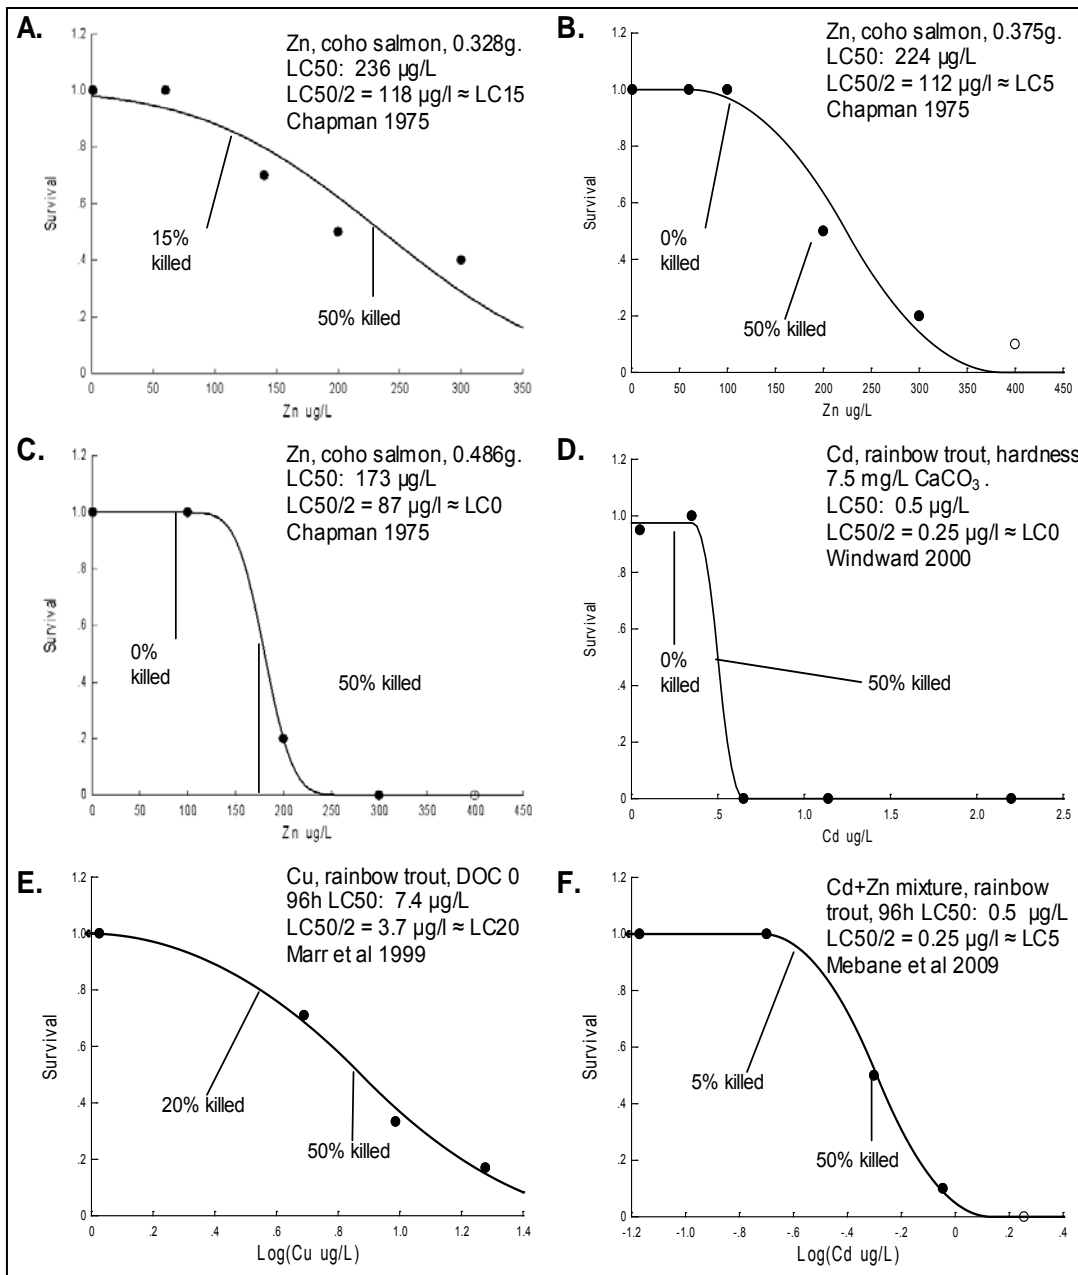 A.
Zn, coho salmon, 0.328g.
LC50: 236 µg/L
LC50/2 = 118 µg/l ≈ LC15
Chapman 1975
1.2
1.0
.8
.6
.4
.2
0
Survival
15%
killed
50% killed
0 50 100 150 200 250 300 350
Zn ug/L
B.
Zn, coho salmon, 0.375g.
LC50: 224 µg/L
LC50/2 = 112 µg/l ≈ LC5
Chapman 1975
1.2
1.0
.8
.6
.4
.2
0
Survival
0%
killed
50% killed
0 50 100 150 200 250 300 350 400 450
Zn ug/L
C.
Zn, coho salmon, 0.486g.
LC50: 173 µg/L
LC50/2 = 87 µg/l ≈ LC0
Chapman 1975
1.2
1.0
.8
.6
.4
.2
0
Survival
0%
killed
50% killed
0 50 100 150 200 250 300 350 400 450
Zn ug/L
D.
Cd, rainbow trout, hardness
7.5 mg/L CaCO₃ .
LC50: 0.5 µg/L
LC50/2 = 0.25 µg/l ≈ LC0
Windward 2000
1.2
1.0
.8
.6
.4
.2
0
Survival
0%
killed
50% killed
0 .5 1.0 1.5 2.0 2.5
Cd ug/L
E.
Cu, rainbow trout, DOC 0
96h LC50: 7.4 µg/L
LC50/2 = 3.7 µg/l ≈ LC20
Marr et al 1999
1.2
1.0
.8
.6
.4
.2
Survival
20% killed
50% killed
0 .2 .4 .6 .8 1.0 1.2 1.4
Log(Cu ug/L)
F.
Cd+Zn mixture, rainbow
trout, 96h LC50: 0.5 µg/L
LC50/2 = 0.25 µg/l ≈ LC5
Mebane et al 2009
1.2
1.0
.8
.6
.4
.2
0
Survival
5% killed
50% killed
-1.2 -1.0 -.8 -.6 -.4 -.2 0 .2 .4
Log(Cd ug/L)